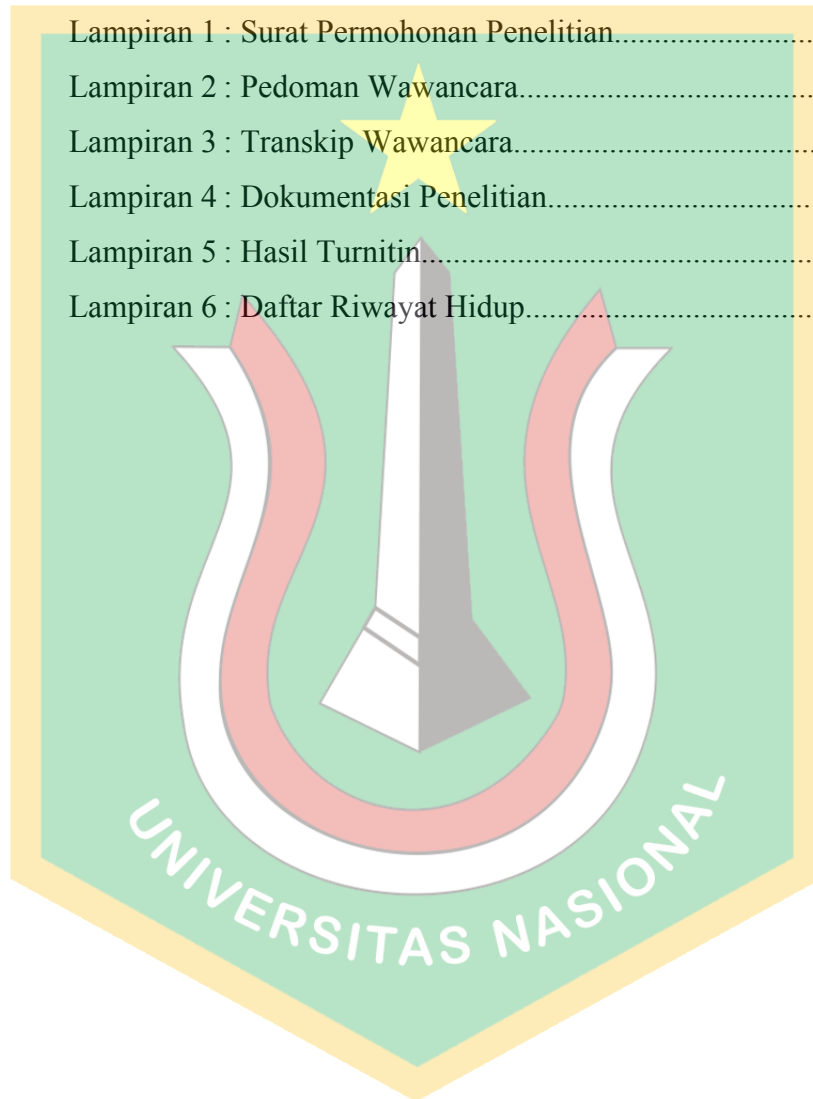 Lampiran 1 : Surat Permohonan Penelitian..........................
Lampiran 2 : Pedoman Wawancara......................................
Lampiran 3 : Transkip Wawancara.......................................
Lampiran 4 : Dokumentasi Penelitian..................................
Lampiran 5 : Hasil Turnitin..................................................
Lampiran 6 : Daftar Riwayat Hidup.....................................
UNIVERSITAS NASIONAL